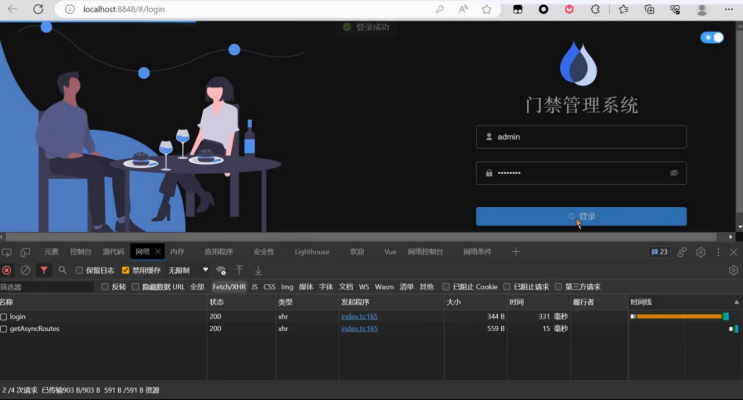 localhost:8848/#/login
登录成功
门禁管理系统
admin
••••••••
登录
元素 控制台 源代码 网络 内存 应用程序 安全性 Lighthouse 欢迎 Vue 网络控制台 网络条件 23
保留日志 禁用缓存 无限制
筛选器 反转 隐藏数据 URL 全部 Fetch/XHR JS CSS Img 媒体 字体 文档 WS Wasm 清单 其他 已阻止 Cookie 已阻止请求 第三方请求
名称 状态 类型 发起程序 大小 时间 履行者 时间线
login 200 xhr index.ts:165 344 B 331 毫秒
getAsyncRoutes 200 xhr index.ts:165 559 B 15 毫秒
2 /4 次请求 已传输903 B/903 B 591 B /591 B 资源